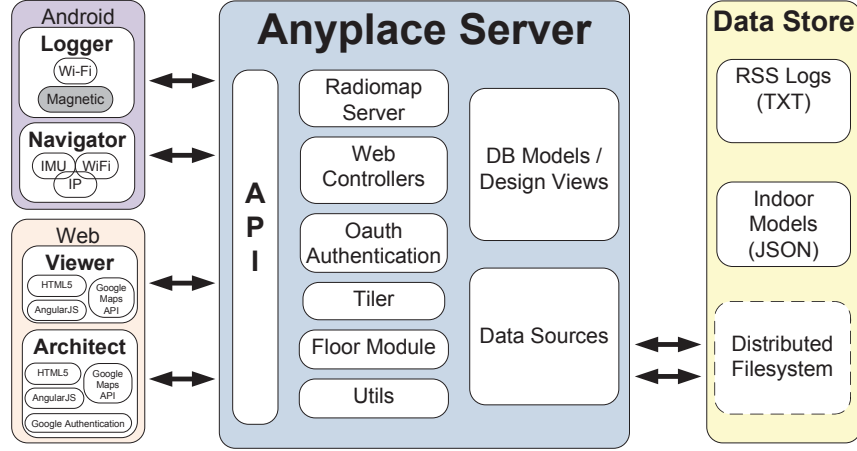 Android
Logger
Wi-Fi
Magnetic
Navigator
IMU
WiFi
IP
Web
Viewer
HTML5
AngularJS
Google
Maps
API
Architect
HTML5
AngularJS
Google
Maps
API
Google Authentication
Anyplace Server
A
P
I
Radiomap
Server
Web
Controllers
Oauth
Authentication
Tiler
Floor Module
Utils
DB Models /
Design Views
Data Sources
Data Store
RSS Logs
(TXT)
Indoor
Models
(JSON)
Distributed
Filesystem